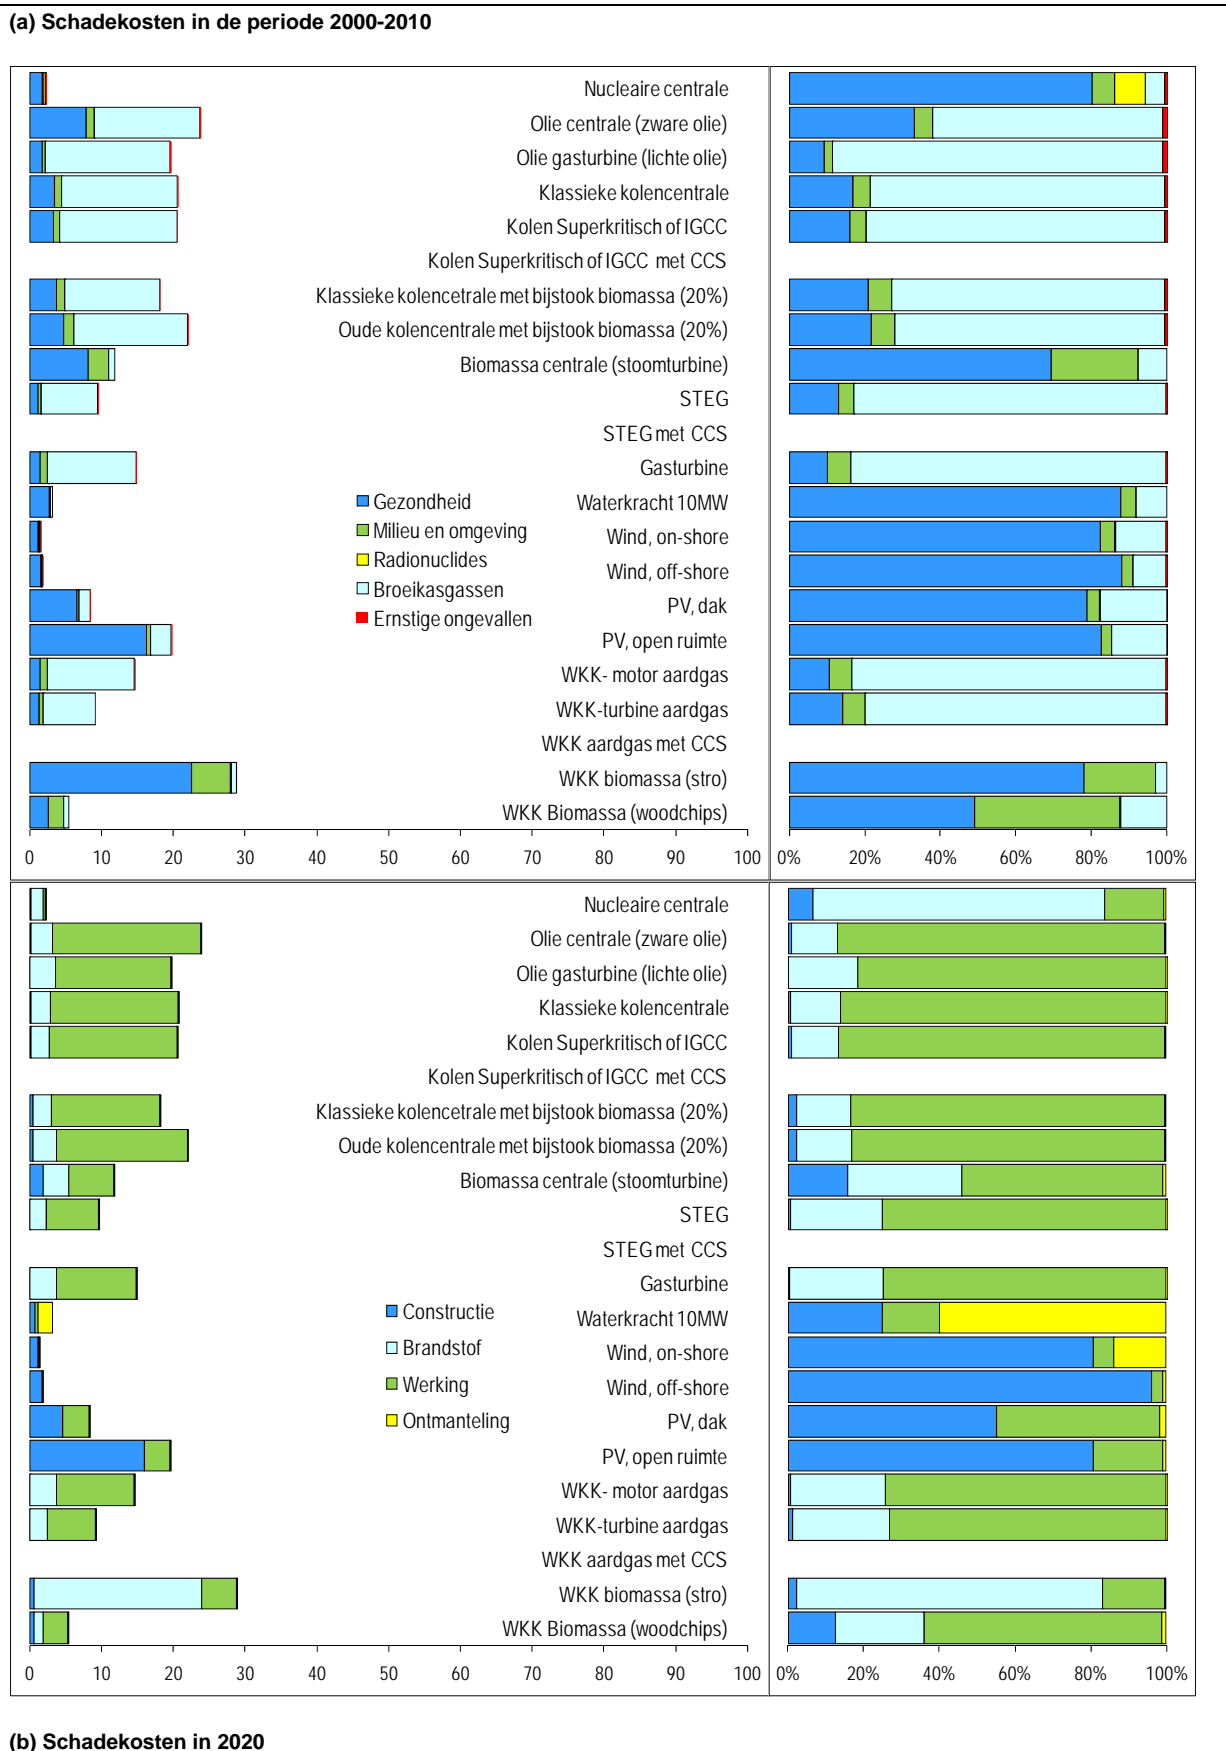 (a) Schadekosten in de periode 2000-2010
Nucleaire centrale
Olie centrale (zware olie)
Olie gasturbine (lichte olie)
Klassieke kolencentrale
Kolen Superkritisch of IGCC
Kolen Superkritisch of IGCC met CCS
Klassieke kolencetrale met bijstook biomassa (20%)
Oude kolencentrale met bijstook biomassa (20%)
Biomassa centrale (stoomturbine)
STEG
STEG met CCS
Gasturbine
Waterkracht 10MW
Wind, on-shore
Wind, off-shore
PV, dak
PV, open ruimte
WKK- motor aardgas
WKK-turbine aardgas
WKK aardgas met CCS
WKK biomassa (stro)
WKK Biomassa (woodchips)
Gezondheid
Milieu en omgeving
Radionuclides
Broeikasgassen
Ernstige ongevallen
0 10 20 30 40 50 60 70 80 90 100
0% 20% 40% 60% 80% 100%
Nucleaire centrale
Olie centrale (zware olie)
Olie gasturbine (lichte olie)
Klassieke kolencentrale
Kolen Superkritisch of IGCC
Kolen Superkritisch of IGCC met CCS
Klassieke kolencetrale met bijstook biomassa (20%)
Oude kolencentrale met bijstook biomassa (20%)
Biomassa centrale (stoomturbine)
STEG
STEG met CCS
Gasturbine
Waterkracht 10MW
Wind, on-shore
Wind, off-shore
PV, dak
PV, open ruimte
WKK- motor aardgas
WKK-turbine aardgas
WKK aardgas met CCS
WKK biomassa (stro)
WKK Biomassa (woodchips)
Constructie
Brandstof
Werking
Ontmanteling
0 10 20 30 40 50 60 70 80 90 100
0% 20% 40% 60% 80% 100%
(b) Schadekosten in 2020